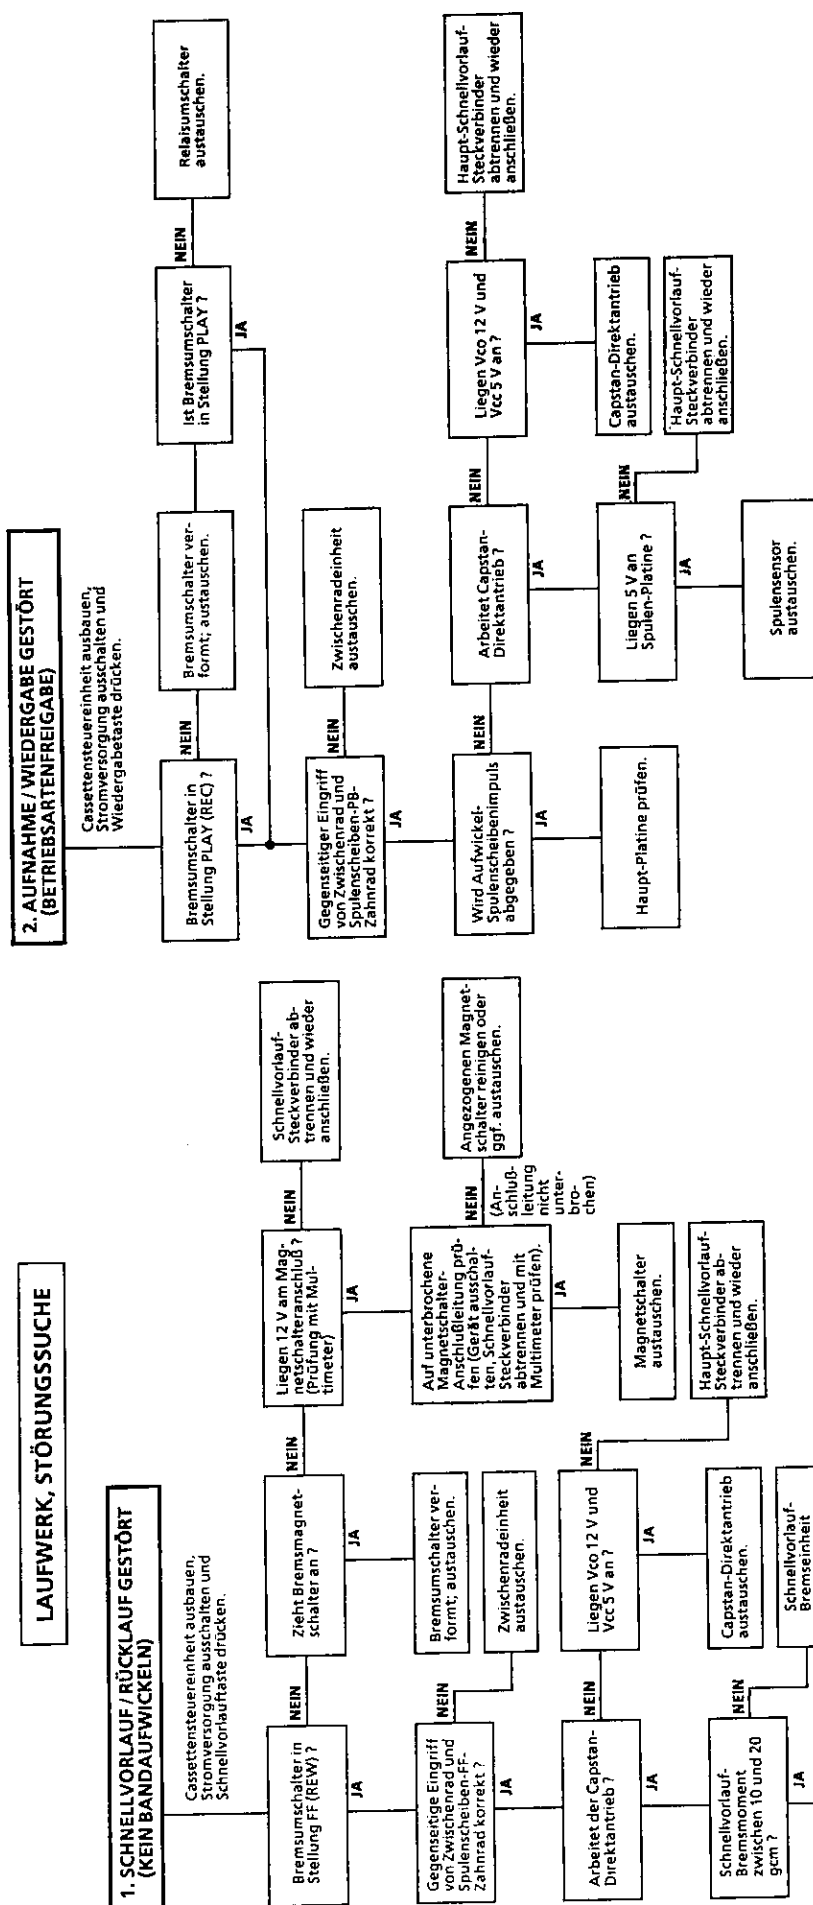 LAUFWERK, STÖRUNGSSUCHE
1. SCHNELLVORLAUF / RÜCKLAUF GESTÖRT
(KEIN BANDAUFWICKELN)
Cassettensteuereinheit ausbauen,
Stromversorgung ausschalten und
Schnellvorlauftaste drücken.
Bremsumschalter in
Stellung FF (REW) ?
NEIN
Zieht Bremsmagnet-
schalter an ?
NEIN
Liegen 12 V am Mag-
netschalteranschluß ?
(Prüfung mit Mul-
timeter)
NEIN
Schnellvorlauf-
Steckverbinder ab-
trennen und wieder
anschließen.
JA
JA
JA
Gegenseitige Eingriff
von Zwischenrad und
Spulenscheiben-FF-
Zahnrad korrekt ?
NEIN
Bremsumschalter ver-
formt; austauschen.
Zwischenradeinheit
austauschen.
Auf unterbrochene
Magnetschalter-
Anschlußleitung prü-
fen (Gerät ausschal-
ten, Schnellvorlauf-
Steckverbinder
abtrennen und mit
Multimeter prüfen).
NEIN
(An-
schluß-
leitung
nicht
unter-
bro-
chen)
Angezogenen Magnet-
schalter reinigen oder
ggf. austauschen.
JA
JA
Magnetschalter
austauschen.
Arbeitet der Capstan-
Direktantrieb ?
NEIN
Liegen Vco 12 V und
Vcc 5 V an ?
NEIN
Haupt-Schnellvorlauf-
Steckverbinder ab-
trennen und wieder
anschließen.
JA
JA
Capstan-Direktantrieb
austauschen.
Schnellvorlauf-
Bremsmoment
zwischen 10 und 20
gcm ?
NEIN
Schnellvorlauf-
Bremseinheit
JA
2. AUFNAHME / WIEDERGABE GESTÖRT
(BETRIEBSARTENFREIGABE)
Cassettensteuereinheit ausbauen,
Stromversorgung ausschalten und
Wiedergabetaste drücken.
Bremsumschalter in
Stellung PLAY (REC) ?
NEIN
Bremsumschalter ver-
formt; austauschen.
Ist Bremsumschalter
in Stellung PLAY ?
NEIN
Relaisumschalter
austauschen.
JA
JA
Gegenseitiger Eingriff
von Zwischenrad und
Spulenscheiben-PB-
Zahnrad korrekt ?
NEIN
Zwischenradeinheit
austauschen.
JA
Wird Aufwickel-
Spulenscheibenimpuls
abgegeben ?
NEIN
Arbeitet Capstan-
Direktantrieb ?
NEIN
Liegen Vco 12 V und
Vcc 5 V an ?
NEIN
Haupt-Schnellvorlauf-
Steckverbinder
abtrennen und wieder
anschließen.
JA
JA
JA
Haupt-Platine prüfen.
Liegen 5 V an
Spulen-Platine ?
NEIN
Capstan-Direktantrieb
austauschen.
Haupt-Schnellvorlauf-
Steckverbinder
abtrennen und wieder
anschließen.
JA
Spulensensor
austauschen.